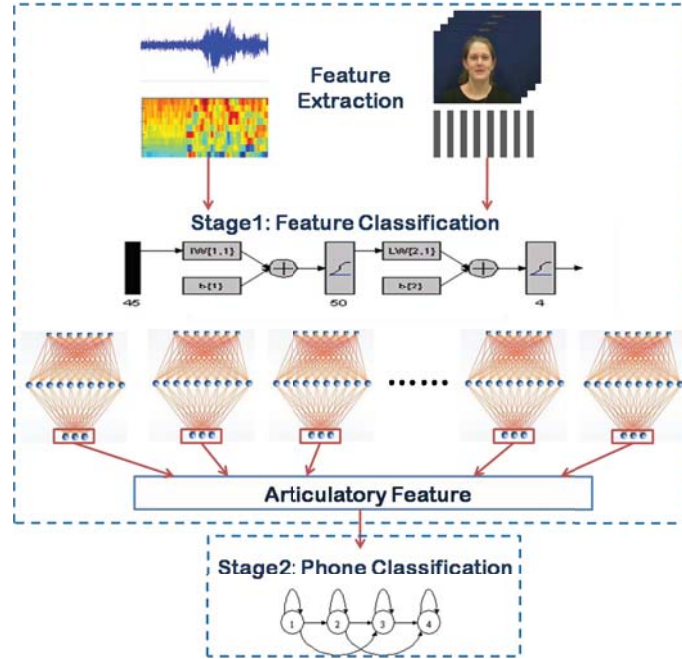 Feature
Extraction
Stage1: Feature Classification
IW{1,1}
LW{2,1}
b{1}
b{2}
45
50
4
Articulatory Feature
Stage2: Phone Classification
1 2 3 4